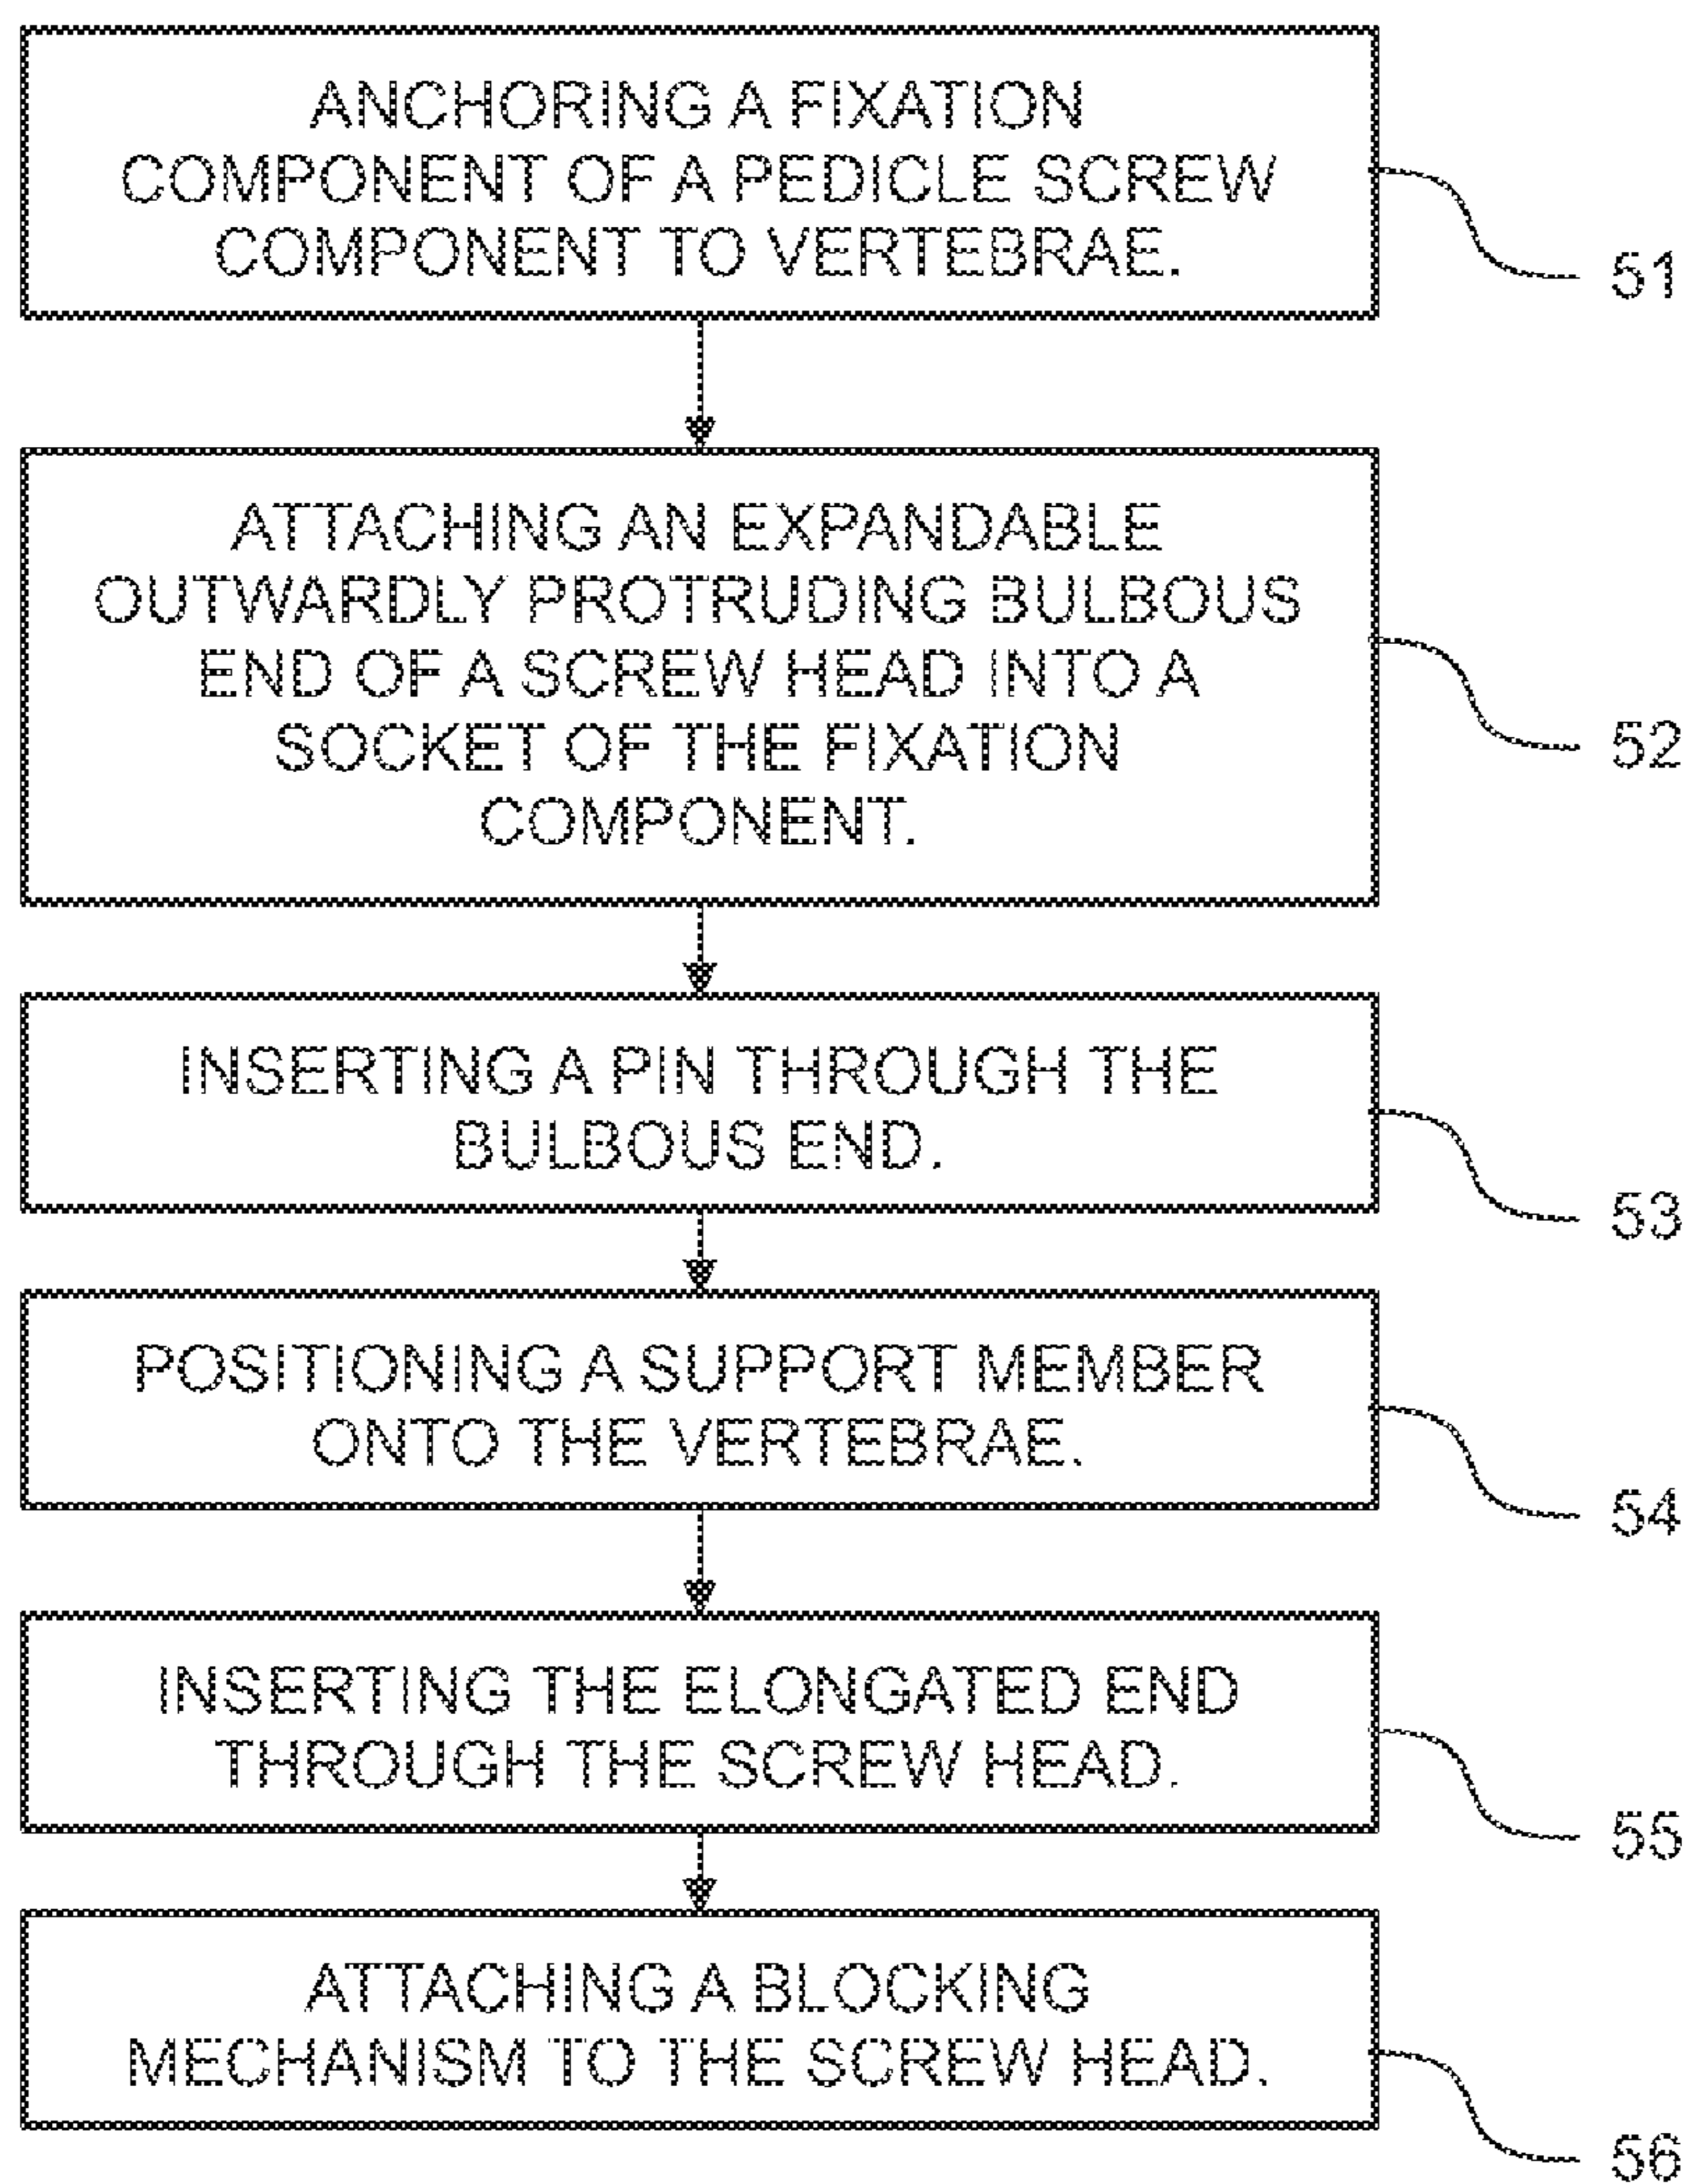 ANCHORING A FIXATION
COMPONENT OF A PEDICLE SCREW
COMPONENT TO VERTEBRAE.
51
ATTACHING AN EXPANDABLE
OUTWARDLY PROTRUDING BULBOUS
END OF A SCREW HEAD INTO A
SOCKET OF THE FIXATION
COMPONENT.
52
INSERTING A PIN THROUGH THE
BULBOUS END.
53
POSITIONING A SUPPORT MEMBER
ONTO THE VERTEBRAE.
54
INSERTING THE ELONGATED END
THROUGH THE SCREW HEAD.
55
ATTACHING A BLOCKING
MECHANISM TO THE SCREW HEAD.
56